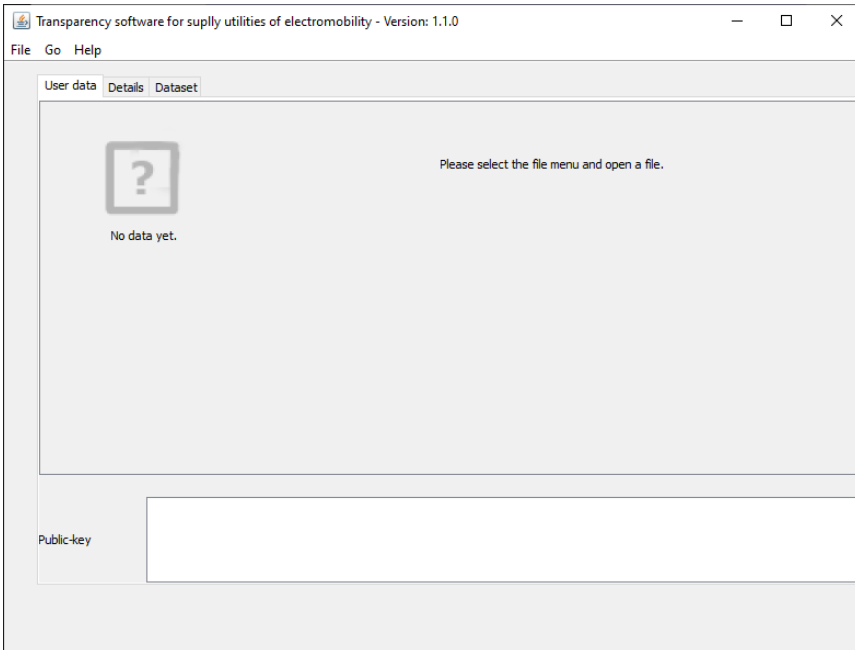 Transparency software for suplly utilities of electromobility - Version: 1.1.0
File Go Help
User data Details Dataset
?
Please select the file menu and open a file.
No data yet.
Public-key